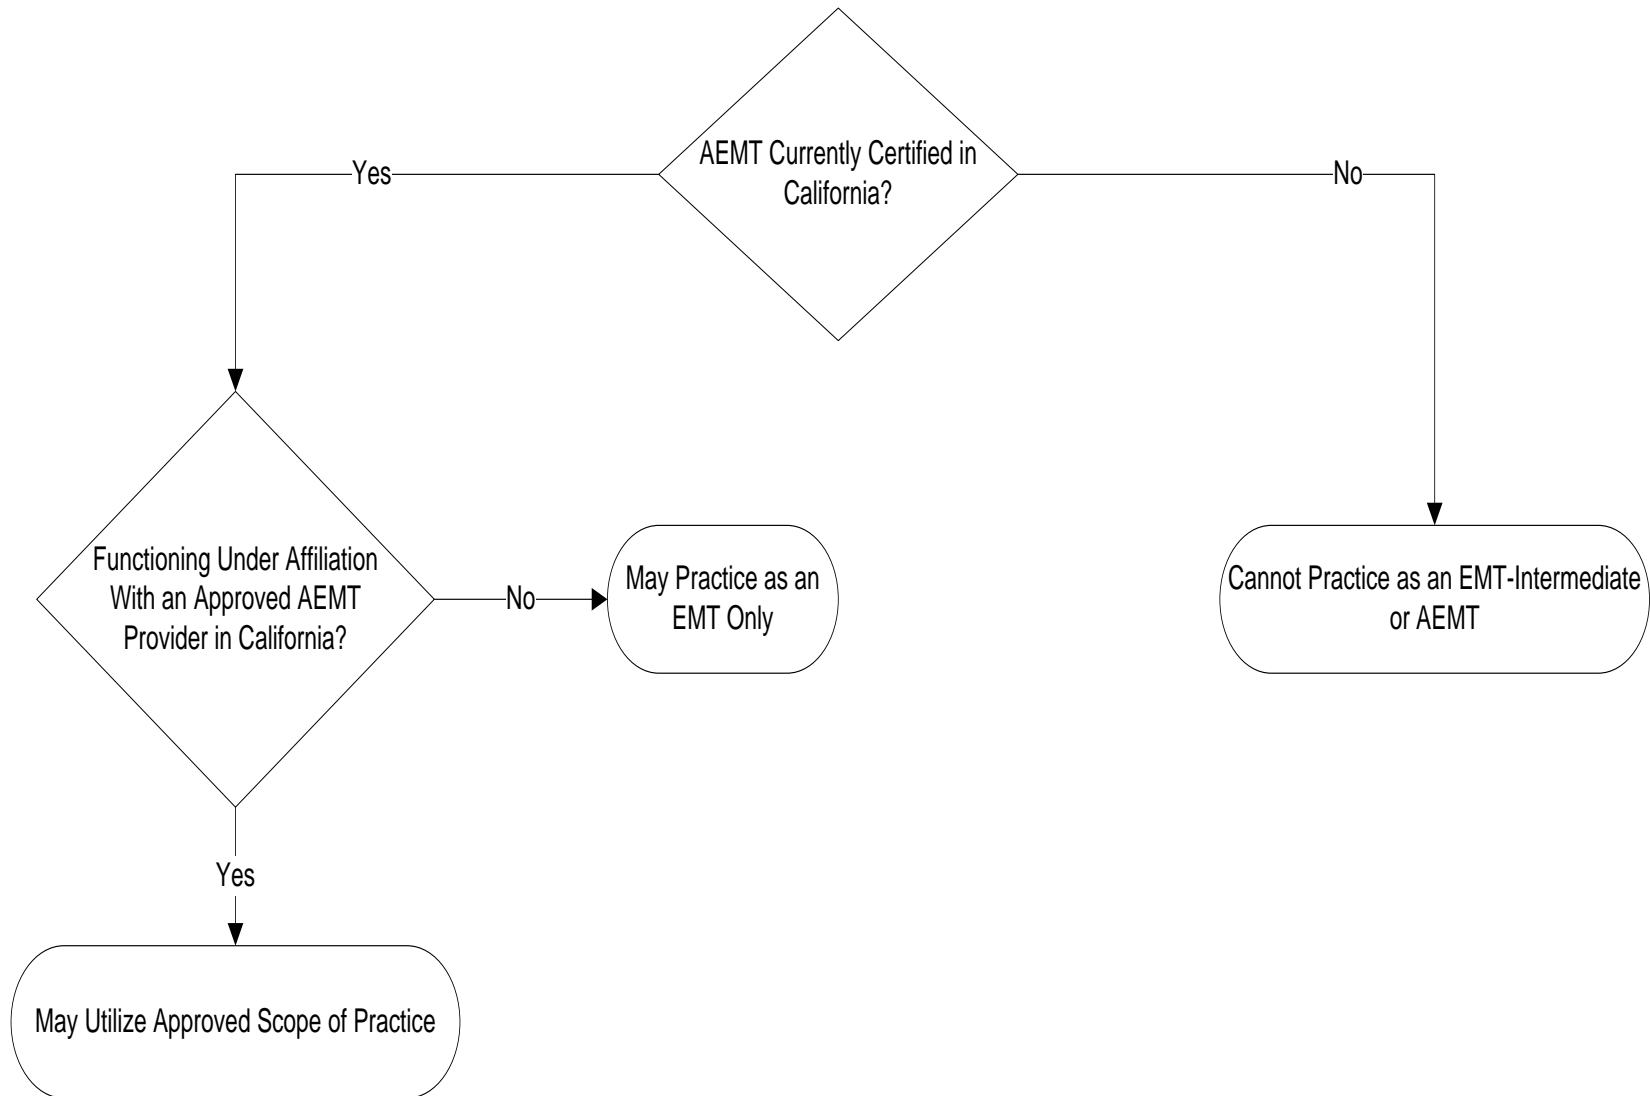 AEMT Currently Certified in
California?
Yes
No
Functioning Under Affiliation
With an Approved AEMT
Provider in California?
No
May Practice as an
EMT Only
Cannot Practice as an EMT-Intermediate
or AEMT
Yes
May Utilize Approved Scope of Practice